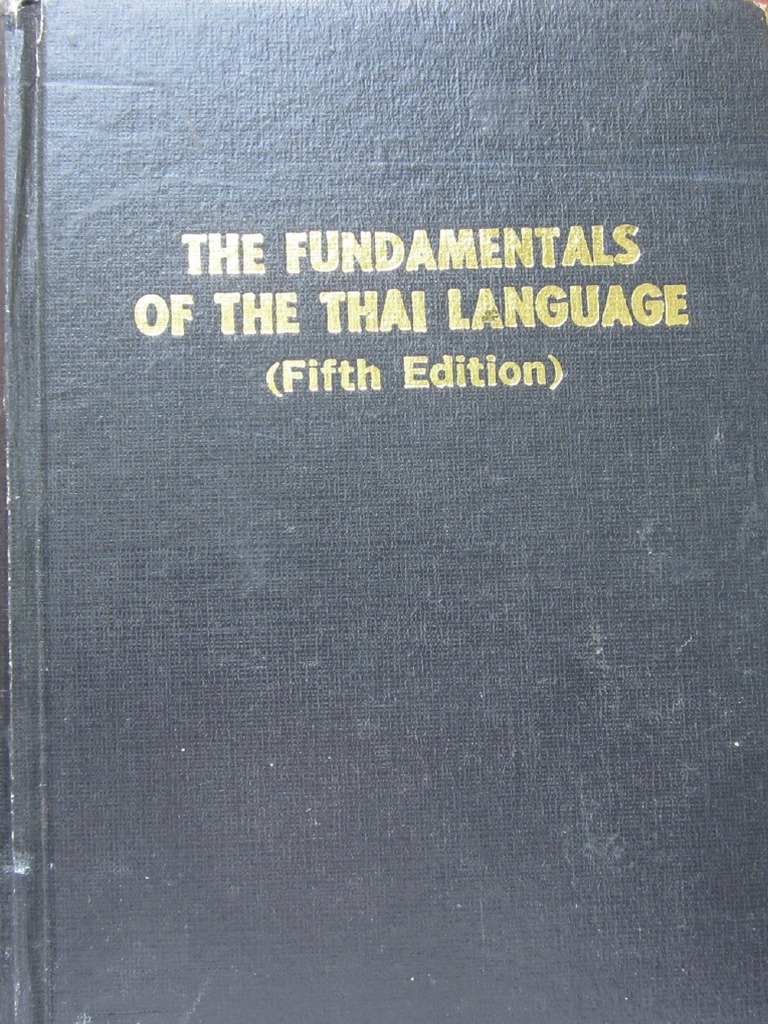 THE FUNDAMENTALS
OF THE THAI LANGUAGE
(Fifth Edition)